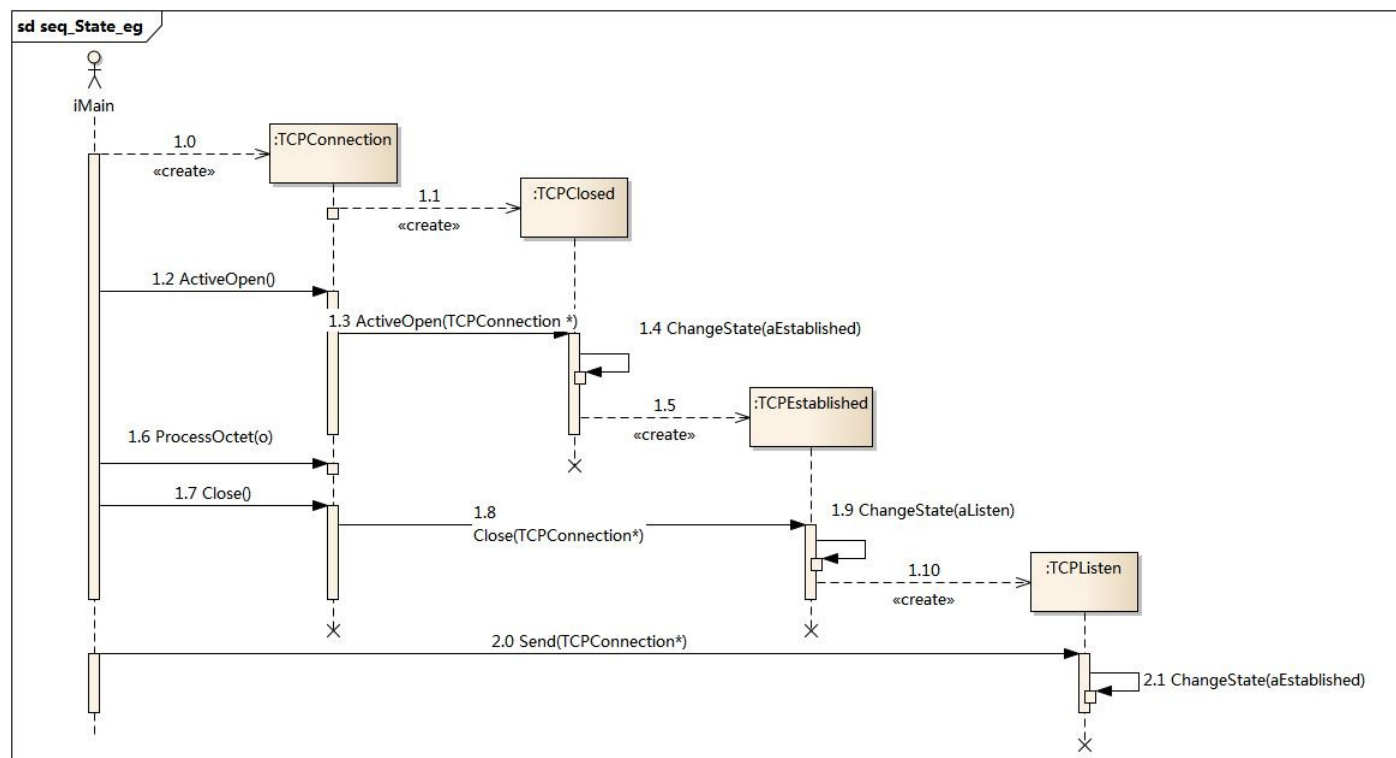 sd seq_State_eg
iMain
1.0
«create»
:TCPConnection
1.1
«create»
:TCPClosed
1.2 ActiveOpen()
1.3 ActiveOpen(TCPConnection *)
1.4 ChangeState(aEstablished)
1.5
«create»
:TCPEstablished
1.6 ProcessOctet(o)
1.7 Close()
1.8
Close(TCPConnection*)
1.9 ChangeState(aListen)
1.10
«create»
:TCPListen
2.0 Send(TCPConnection*)
2.1 ChangeState(aEstablished)